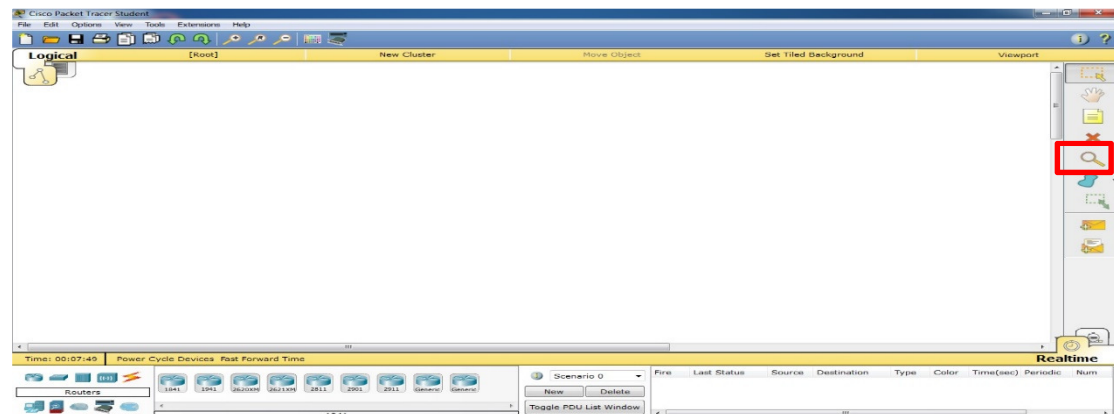 Cisco Packet Tracer Student
File Edit Options View Tools Extensions Help
Logical [Root] New Cluster Move Object Set Tiled Background Viewport
Time: 00:07:49 Power Cycle Devices Fast Forward Time Realtime
Routers
1841 1941 2620XM 2621XM 2811 2901 2911 Generic Generic
Scenario 0
New Delete
Toggle PDU List Window
Fire Last Status Source Destination Type Color Time(sec) Periodic Num